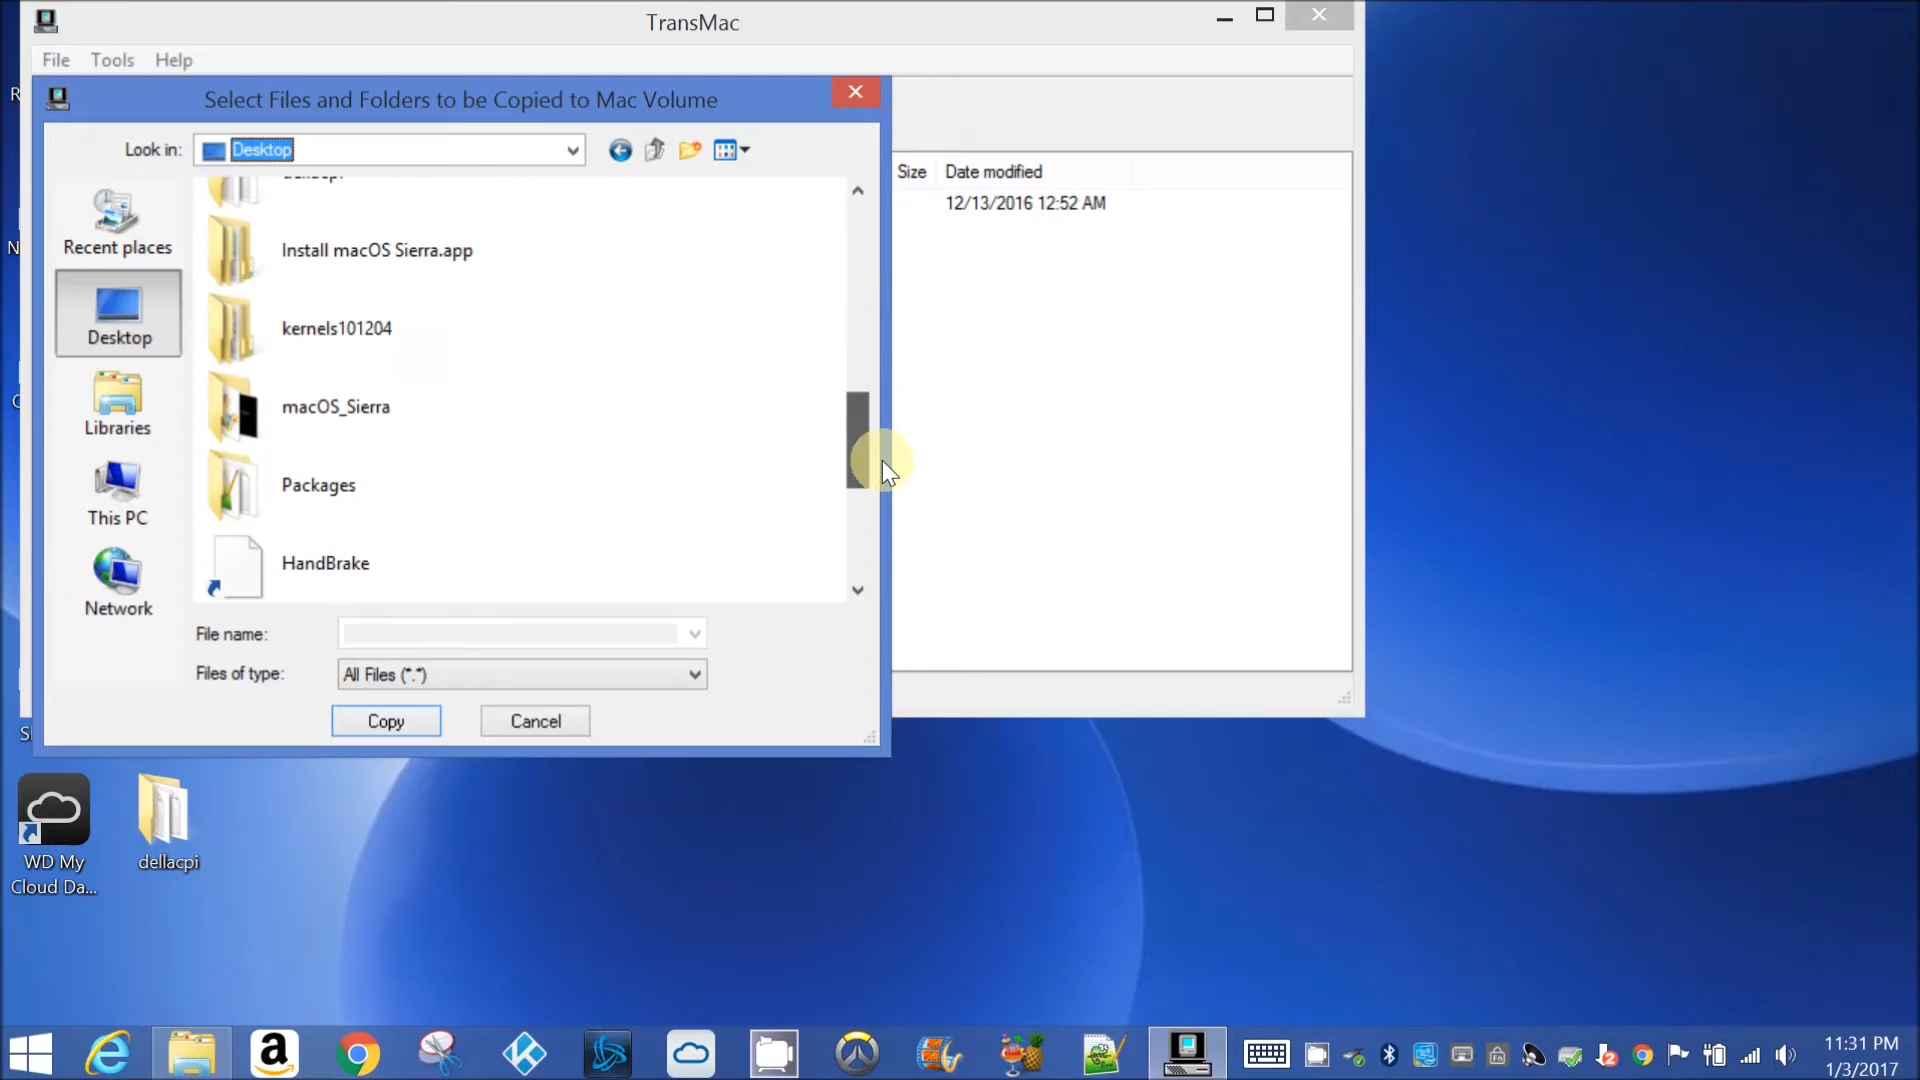 TransMac
File Tools Help
Select Files and Folders to be Copied to Mac Volume
Look in: Desktop
Size Date modified
12/13/2016 12:52 AM
Recent places
Desktop
Libraries
This PC
Network
Install macOS Sierra.app
kernels101204
macOS_Sierra
Packages
HandBrake
File name:
Files of type: All Files (*.*)
Copy Cancel
WD My
Cloud Da...
dellacpi
11:31 PM
1/3/2017